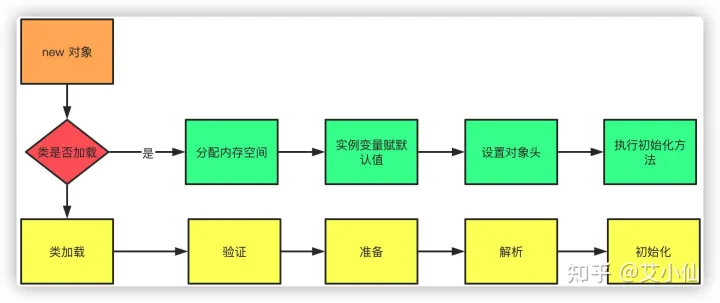 new 对象
类是否加载
是
分配内存空间
实例变量赋默
认值
设置对象头
执行初始化方
法
类加载
验证
准备
解析
初始化
知乎 @艾小仙